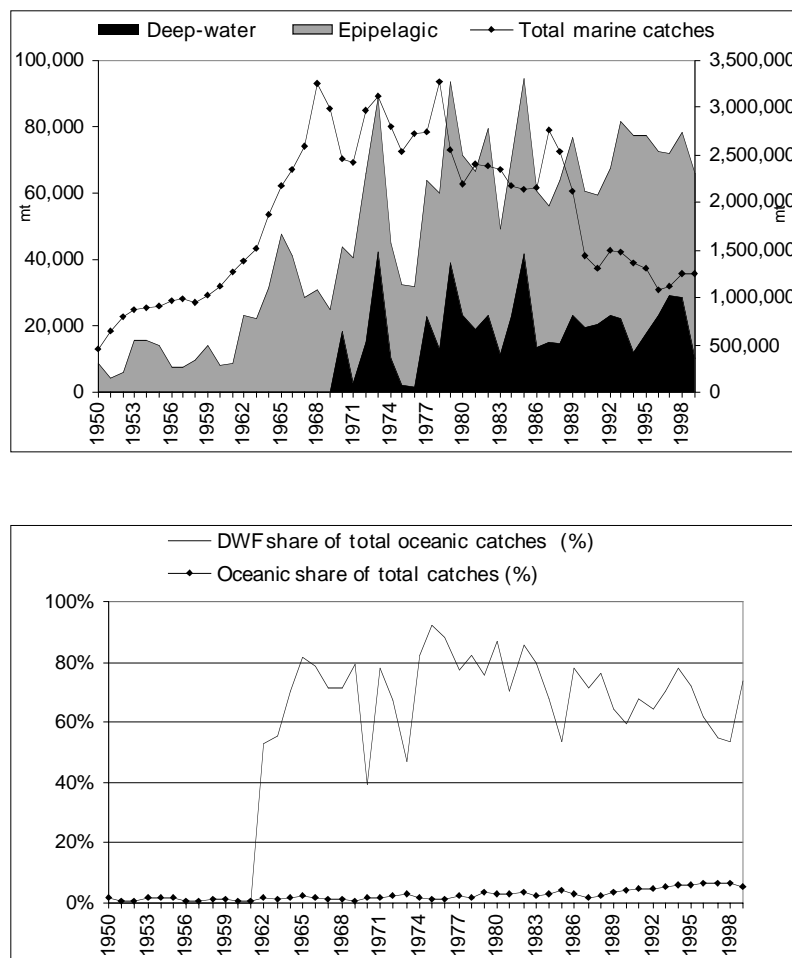 Deep-water Epipelagic Total marine catches
100,000 3,500,000
3,000,000
80,000
2,500,000
60,000 2,000,000
mt mt
40,000 1,500,000
1,000,000
20,000
500,000
0 0
1950 1953 1956 1959 1962 1965 1968 1971 1974 1977 1980 1983 1986 1989 1992 1995 1998
DWF share of total oceanic catches (%)
Oceanic share of total catches (%)
100%
80%
60%
40%
20%
0%
1950 1953 1956 1959 1962 1965 1968 1971 1974 1977 1980 1983 1986 1989 1992 1995 1998